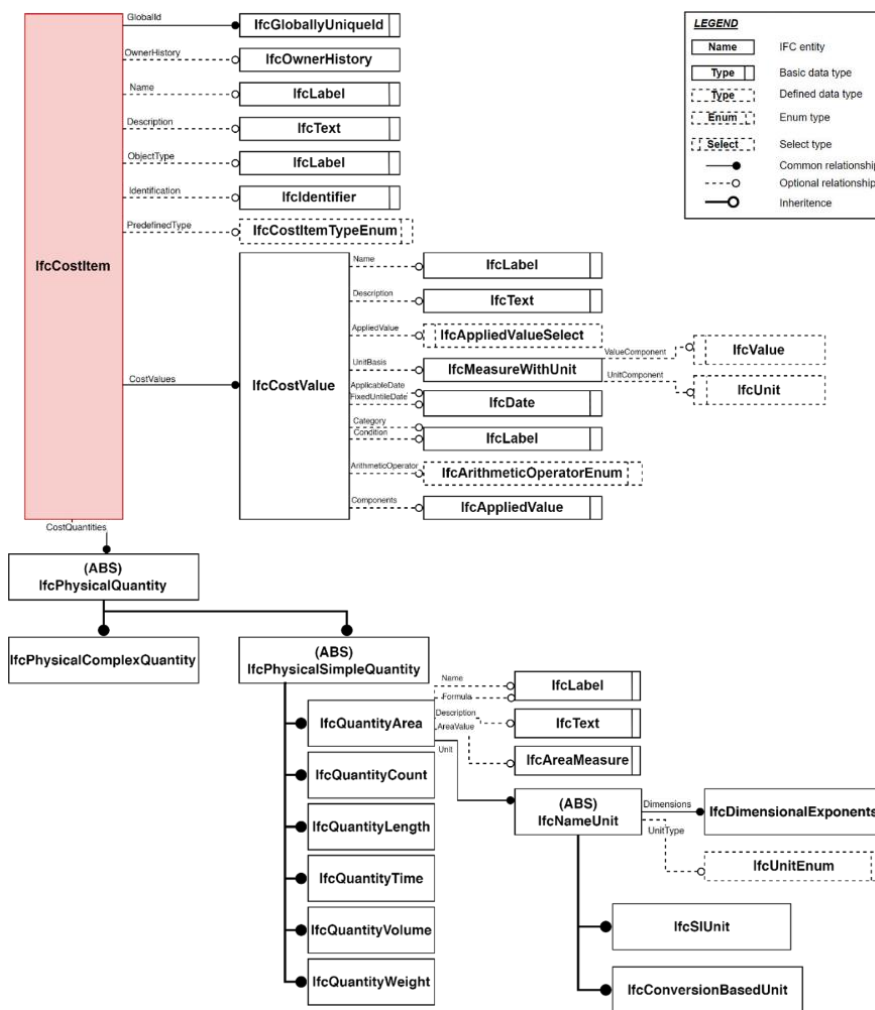 GlobalId
IfcGloballyUniqueId
OwnerHistory
IfcOwnerHistory
Name
IfcLabel
Description
IfcText
ObjectType
IfcLabel
Identification
IfcIdentifier
PredefinedType
IfcCostItemTypeEnum
IfcCostItem
CostValues
IfcCostValue
Name
IfcLabel
Description
IfcText
AppliedValue
IfcAppliedValueSelect
UnitBasis
IfcMeasureWithUnit
ValueComponent
IfcValue
UnitComponent
IfcUnit
ApplicableDate
FixedUntileDate
IfcDate
Category
Condition
IfcLabel
ArithmeticOperator
IfcArithmeticOperatorEnum
Components
IfcAppliedValue
LEGEND
Name IFC entity
Type Basic data type
Type Defined data type
Enum Enum type
Select Select type
Common relationship
Optional relationship
Inheritence
CostQuantities
(ABS)
IfcPhysicalQuantity
IfcPhysicalComplexQuantity
(ABS)
IfcPhysicalSimpleQuantity
IfcQuantityArea
IfcQuantityCount
IfcQuantityLength
IfcQuantityTime
IfcQuantityVolume
IfcQuantityWeight
Name
Formula
IfcLabel
Description
IfcText
AreaValue
IfcAreaMeasure
Unit
(ABS)
IfcNameUnit
Dimensions
IfcDimensionalExponents
UnitType
IfcUnitEnum
IfcSIUnit
IfcConversionBasedUnit